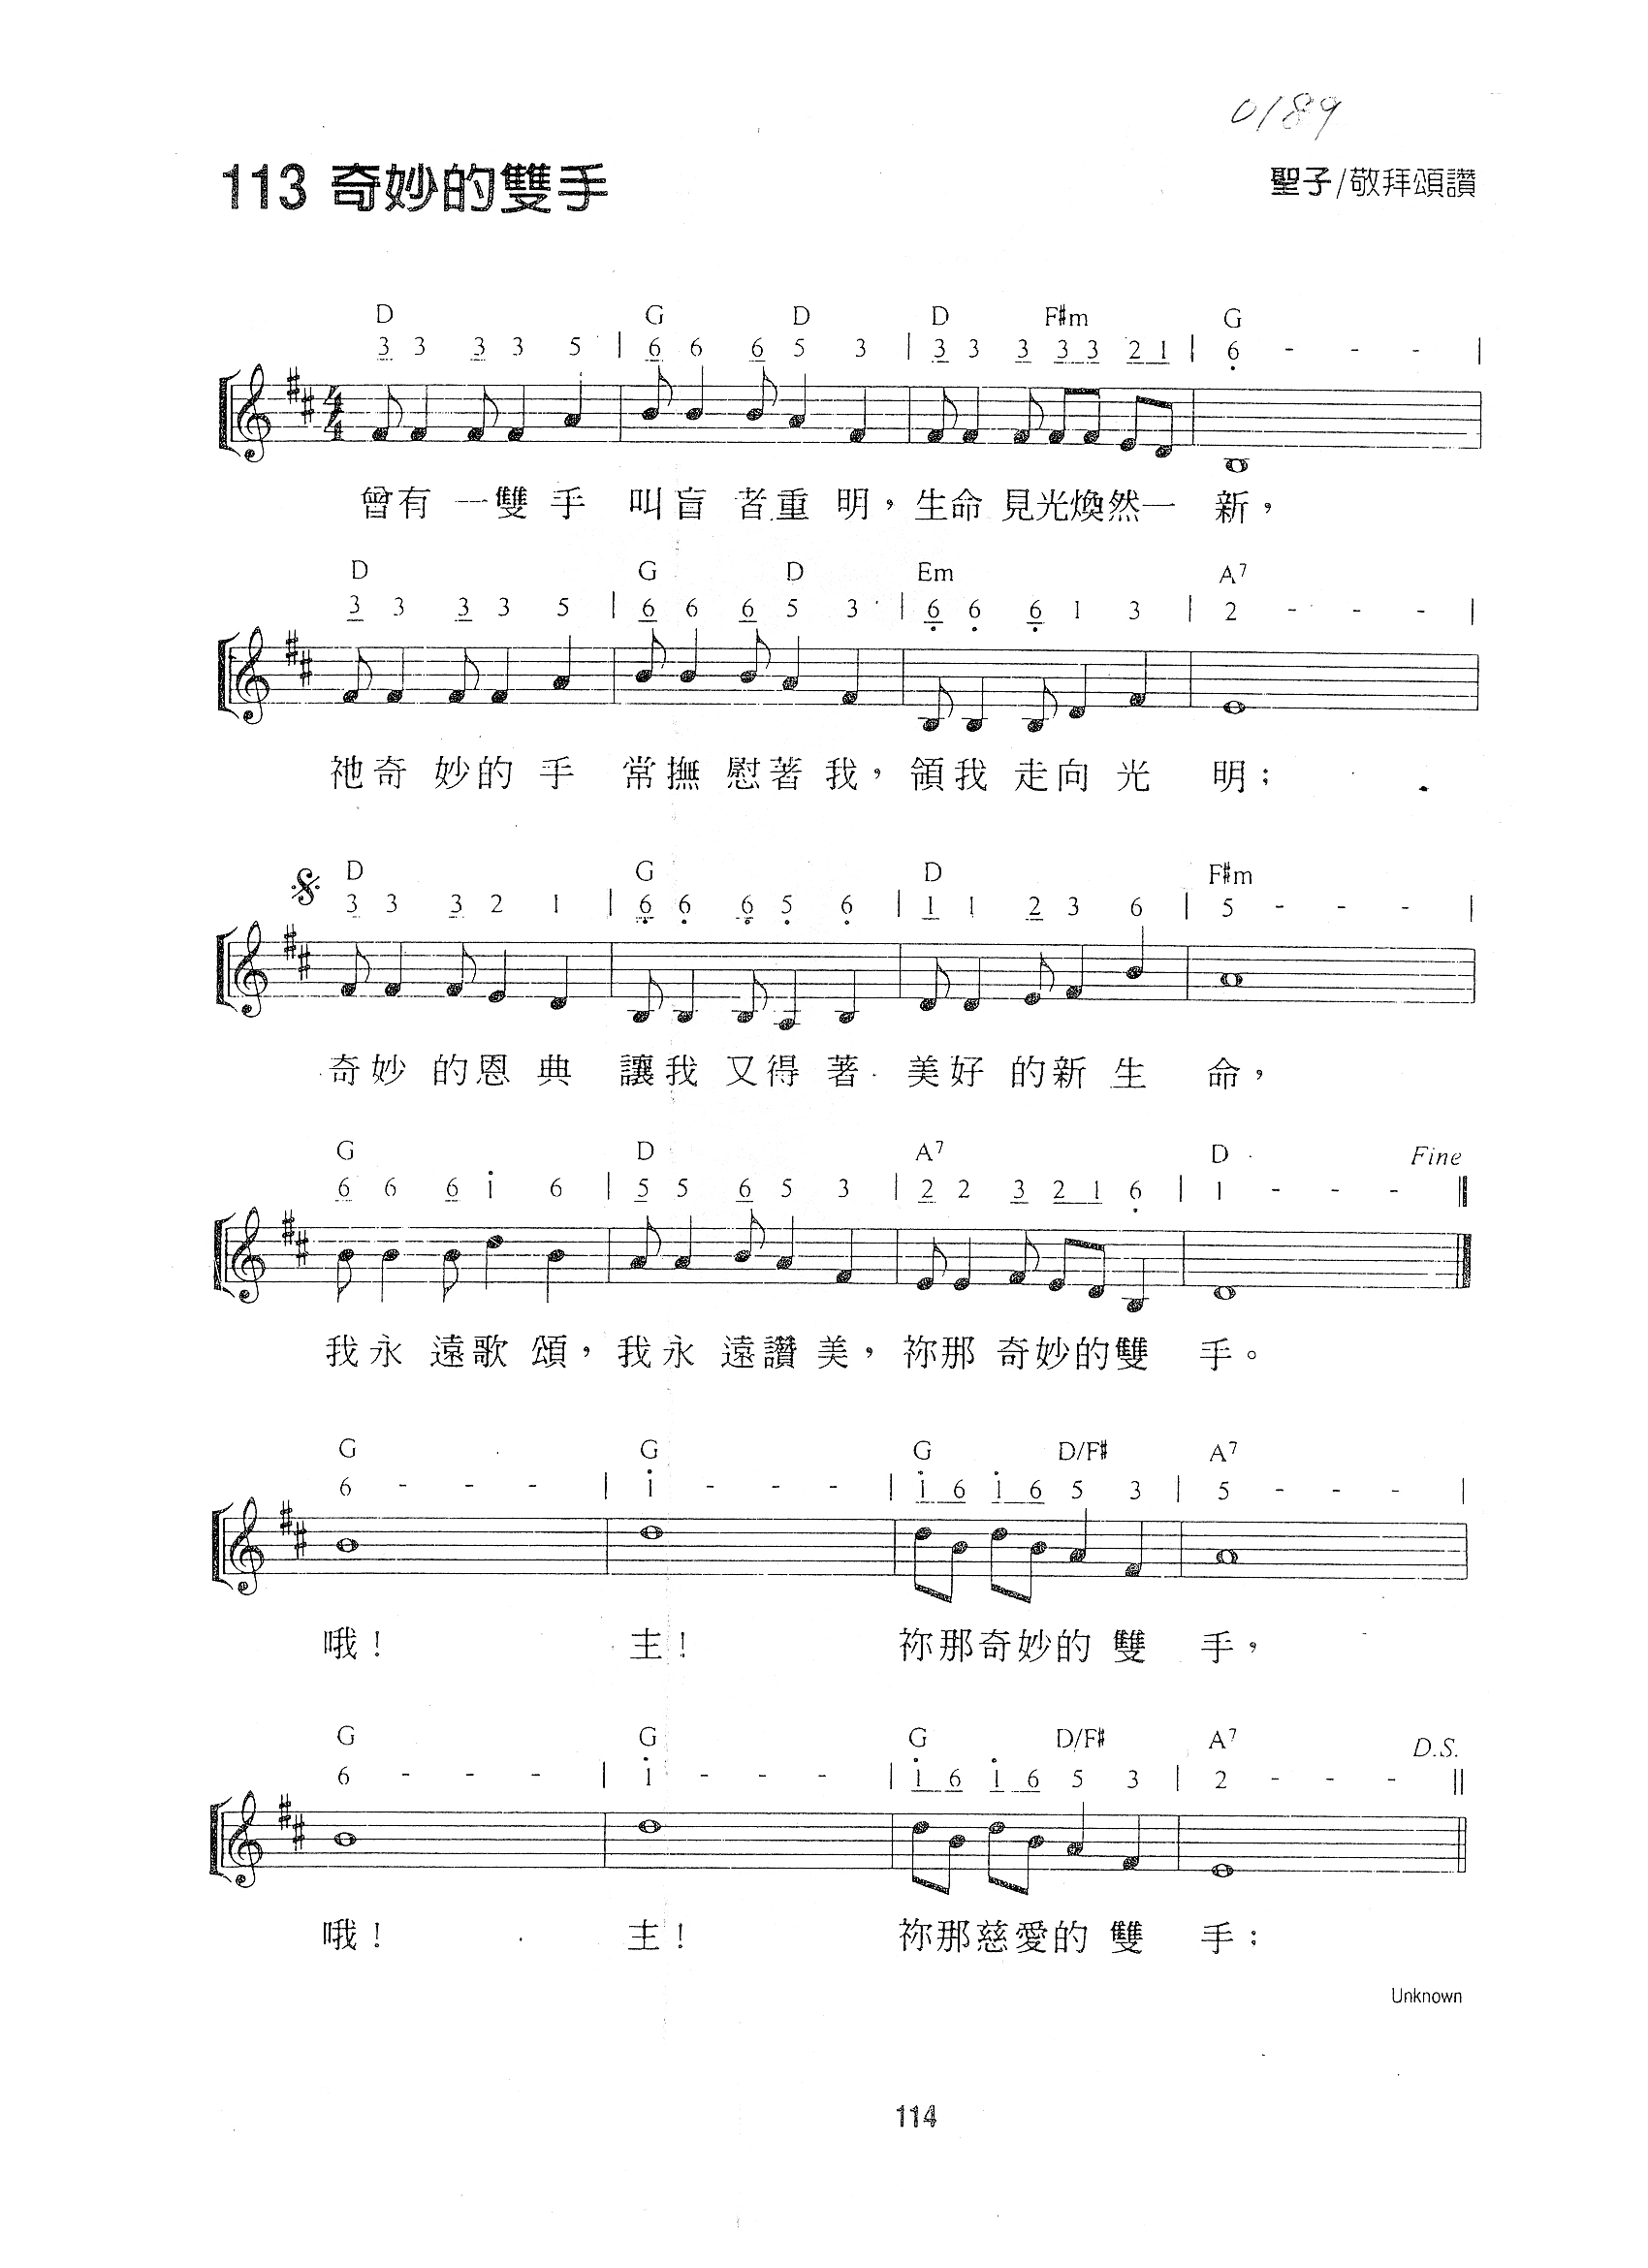 0189
113 奇妙的雙手
聖子/敬拜頌讚
D G D D F#m G
3 3 3 3 5 | 6 6 6 5 3 | 3 3 3 3 3 2 1 | 6 - - - |
4/4
曾有一雙手 叫盲者重明，生命見光煥然一新，
D G D Em A7
3 3 3 3 5 | 6 6 6 5 3 | 6 6 6 1 3 | 2 - - - |
祂奇妙的手 常撫慰著我，領我走向光明；
D G D F#m
3 3 3 2 1 | 6 6 6 5 6 | 1 1 2 3 6 | 5 - - - |
奇妙的恩典 讓我又得著 美好的新生命，
G D A7 D Fine
6 6 6 i 6 | 5 5 6 5 3 | 2 2 3 2 1 6 | 1 - - - ‖
我永遠歌頌，我永遠讚美，祢那奇妙的雙手。
G G G D/F# A7
6 - - - | i - - - | i 6 i 6 5 3 | 5 - - - |
哦！ 主！ 祢那奇妙的雙手，
G G G D/F# A7 D.S.
6 - - - | i - - - | i 6 i 6 5 3 | 2 - - - ‖
哦！ 主！ 祢那慈愛的雙手：
Unknown
114